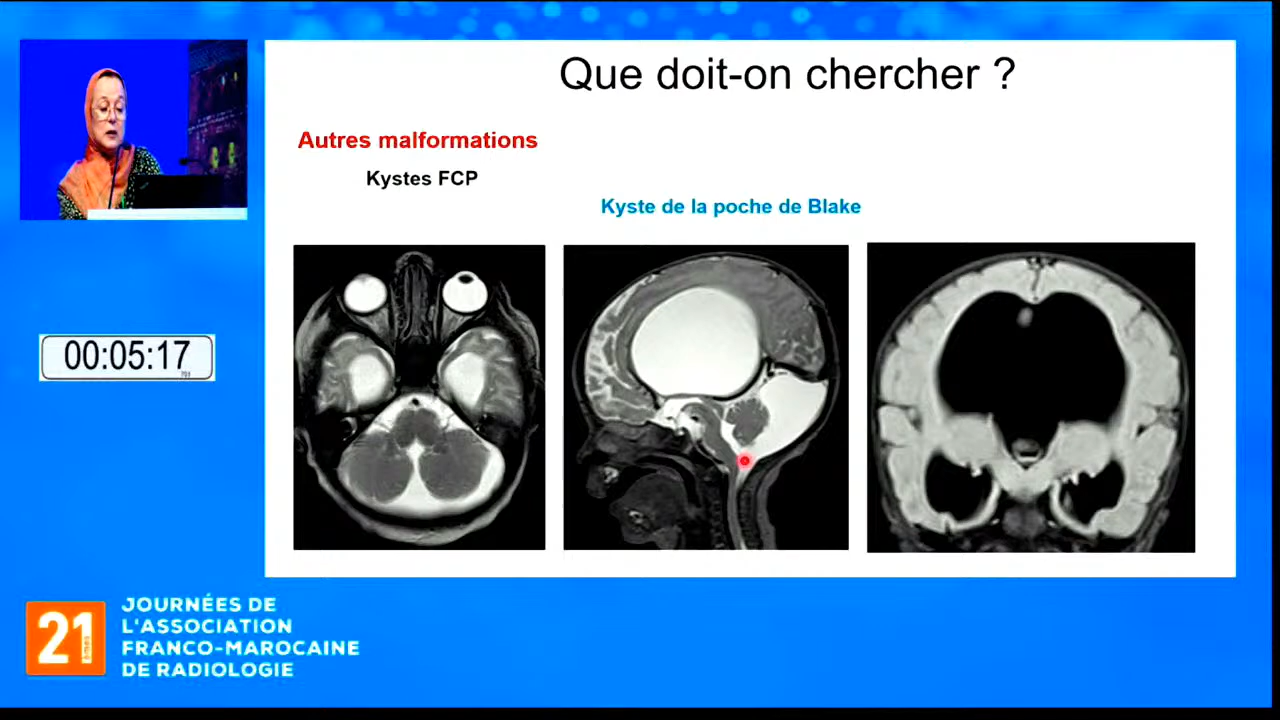 Que doit-on chercher ?
Autres malformations
Kystes FCP
Kyste de la poche de Blake
00:05:17
21
èmes
JOURNÉES DE
L'ASSOCIATION
FRANCO-MAROCAINE
DE RADIOLOGIE